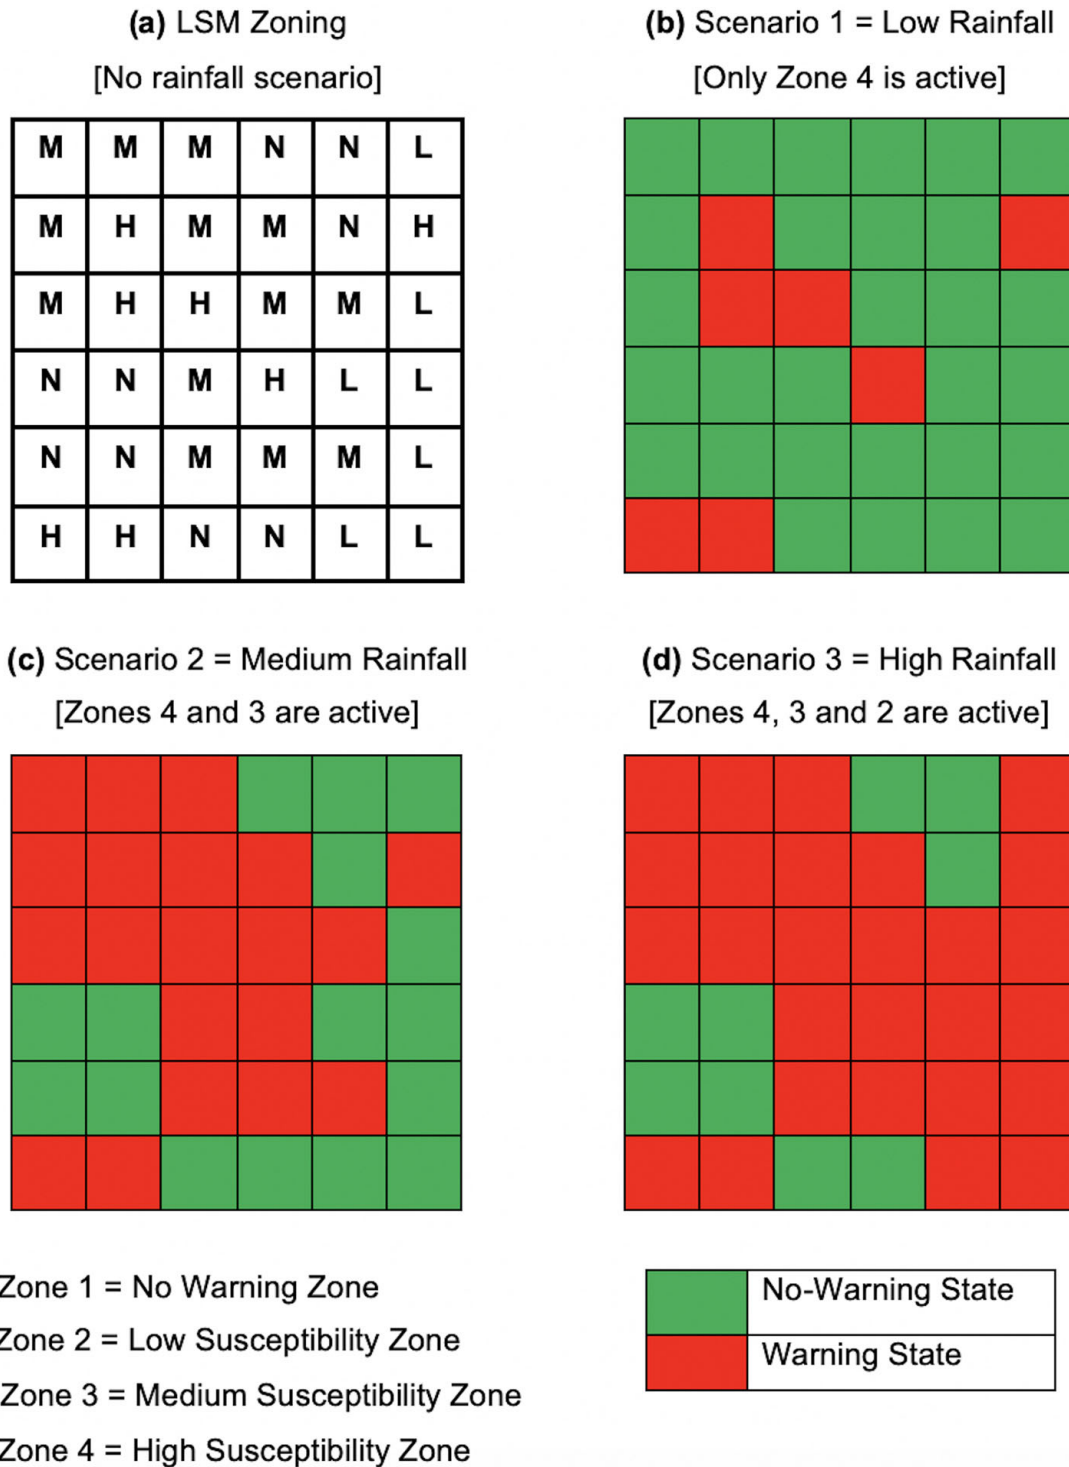 (a) LSM Zoning
[No rainfall scenario]
M M M N N L
M H M M N H
M H H M M L
N N M H L L
N N M M M L
H H N N L L
(b) Scenario 1 = Low Rainfall
[Only Zone 4 is active]
(c) Scenario 2 = Medium Rainfall
[Zones 4 and 3 are active]
(d) Scenario 3 = High Rainfall
[Zones 4, 3 and 2 are active]
Zone 1 = No Warning Zone
Zone 2 = Low Susceptibility Zone
Zone 3 = Medium Susceptibility Zone
Zone 4 = High Susceptibility Zone
No-Warning State
Warning State